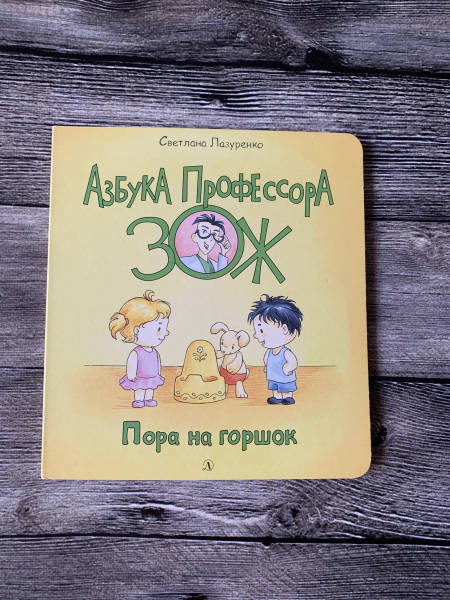 Светлана Лазуренко
Азбука Профессора
ЗОЖ
Пора на горшок